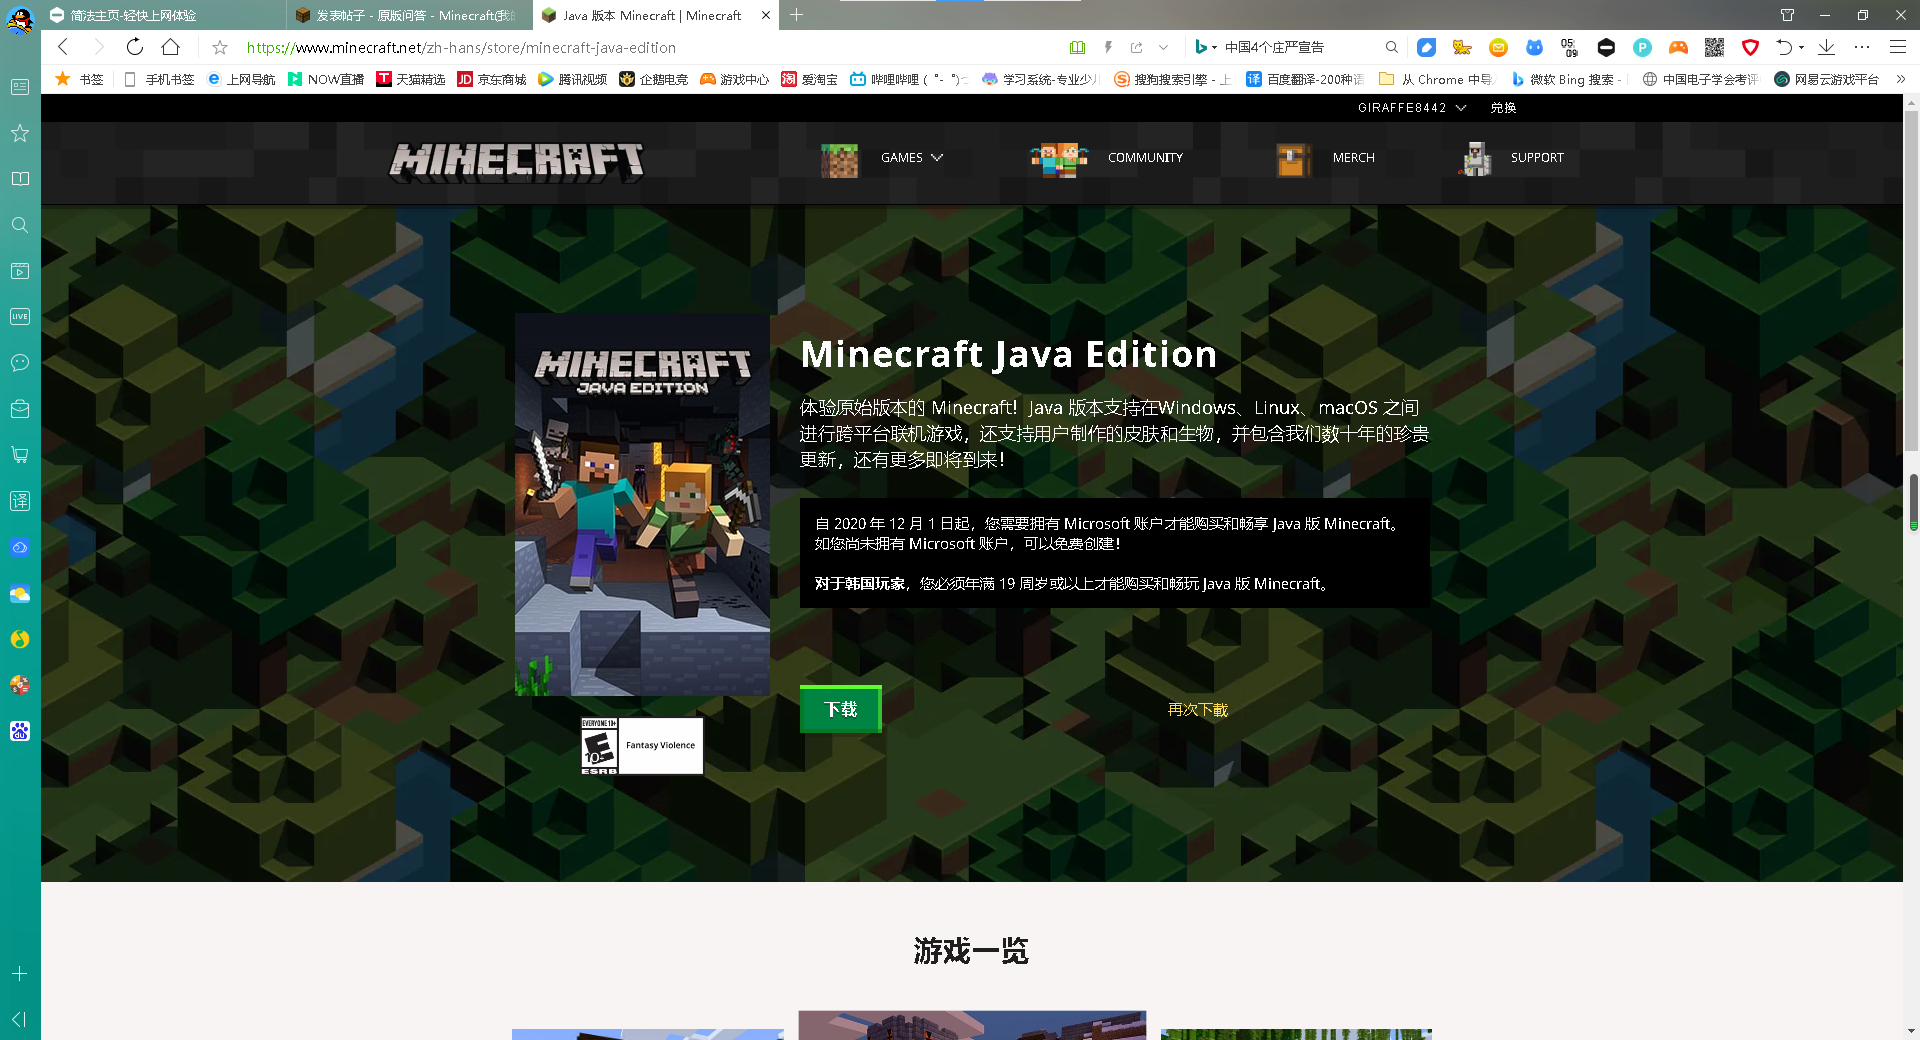 简法主页-轻快上网体验
发表帖子 - 原版问答 - Minecraft(我的
Java 版本 Minecraft | Minecraft
https://www.minecraft.net/zh-hans/store/minecraft-java-edition
中国4个庄严宣告
05
09
书签
手机书签
上网导航
NOW直播
天猫精选
京东商城
腾讯视频
企鹅电竞
游戏中心
爱淘宝
哔哩哔哩 ( ゜- ゜)つ
学习系统-专业少儿
搜狗搜索引擎 - 上
百度翻译-200种语
从 Chrome 中导入
微软 Bing 搜索 -
中国电子学会考评
网易云游戏平台
GIRAFFE8442
兑换
MINECRAFT
GAMES
COMMUNITY
MERCH
SUPPORT
LIVE
译
MINECRAFT
JAVA EDITION
Minecraft Java Edition
体验原始版本的 Minecraft！Java 版本支持在Windows、Linux、macOS 之间
进行跨平台联机游戏，还支持用户制作的皮肤和生物，并包含我们数十年的珍贵
更新，还有更多即将到来！
自 2020 年 12 月 1 日起，您需要拥有 Microsoft 账户才能购买和畅享 Java 版 Minecraft。
如您尚未拥有 Microsoft 账户，可以免费创建！
对于韩国玩家，您必须年满 19 周岁或以上才能购买和畅玩 Java 版 Minecraft。
下载
再次下載
EVERYONE 10+
E
10+
ESRB
Fantasy Violence
游戏一览